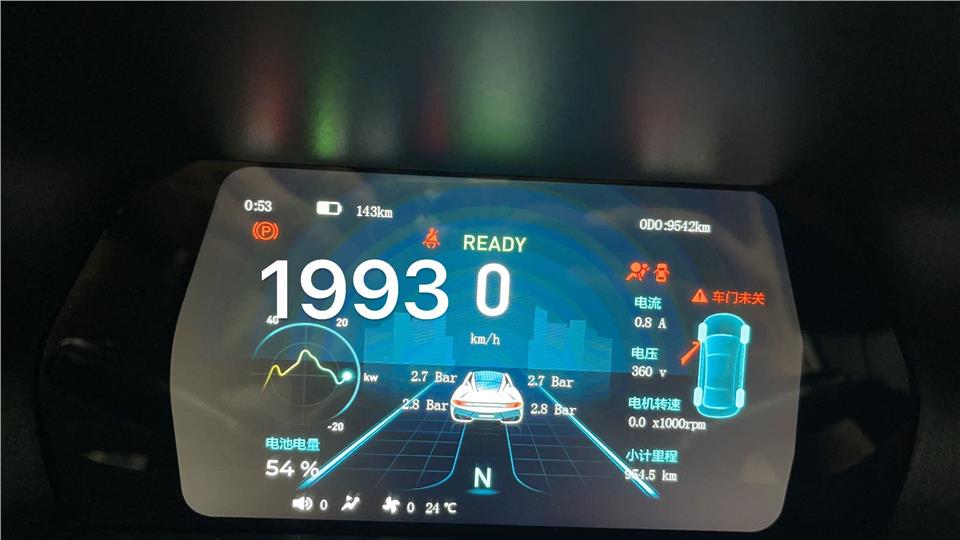 0:53
143km
ODO:9542km
P
READY
1993
0
km/h
40
20
kw
-20
2.7 Bar
2.7 Bar
2.8 Bar
2.8 Bar
电流
0.8 A
车门未关
电压
360 v
电机转速
0.0 x1000rpm
小计里程
954.5 km
电池电量
54 %
N
0
0
24℃